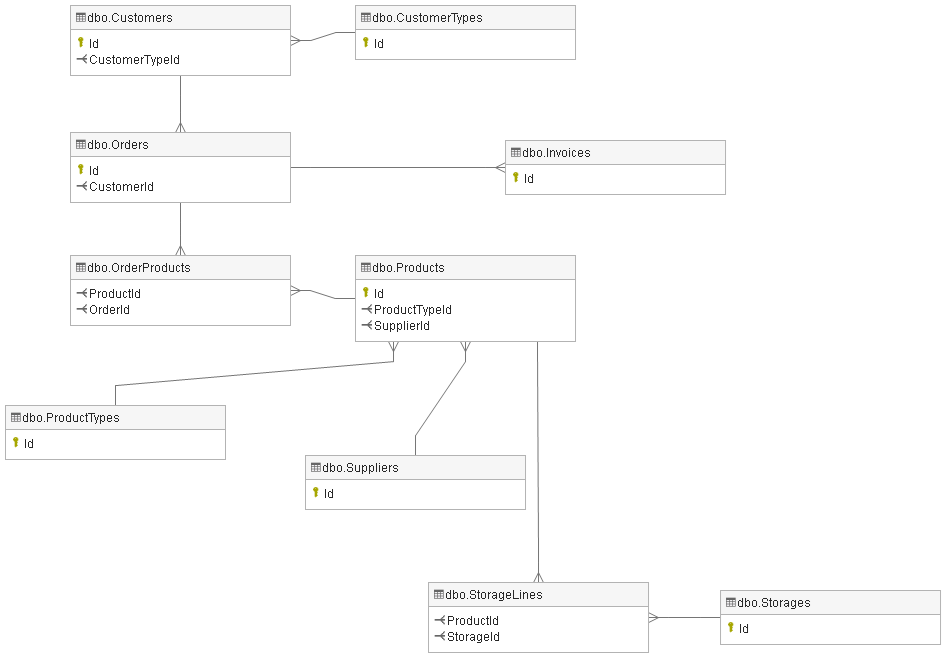 dbo.Customers
Id
CustomerTypeId
dbo.CustomerTypes
Id
dbo.Orders
Id
CustomerId
dbo.Invoices
Id
dbo.OrderProducts
ProductId
OrderId
dbo.Products
Id
ProductTypeId
SupplierId
dbo.ProductTypes
Id
dbo.Suppliers
Id
dbo.StorageLines
ProductId
StorageId
dbo.Storages
Id